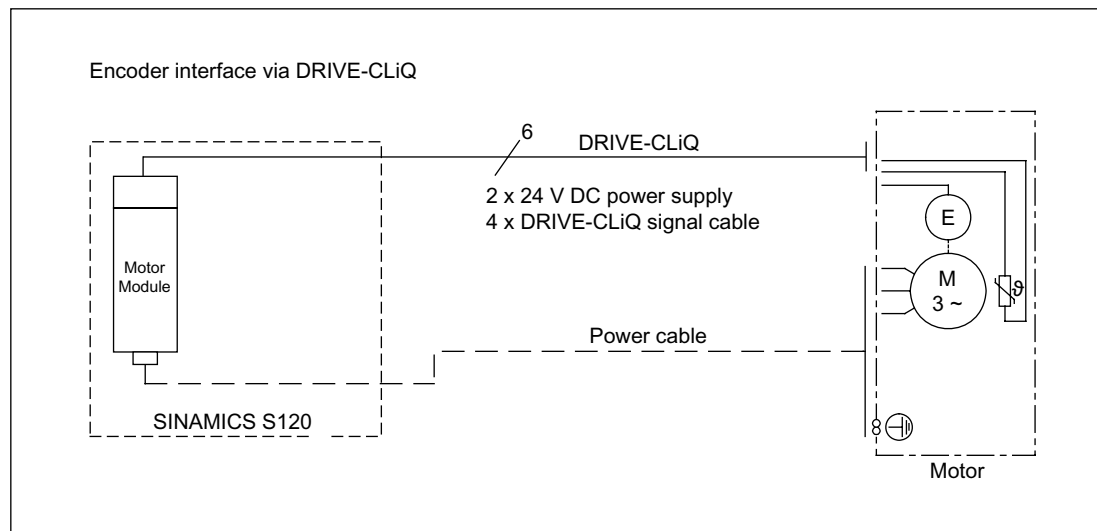 Encoder interface via DRIVE-CLiQ
6
DRIVE-CLiQ
2 x 24 V DC power supply
4 x DRIVE-CLiQ signal cable
E
Motor
Module
M
3 ~
ϑ
Power cable
SINAMICS S120
Motor